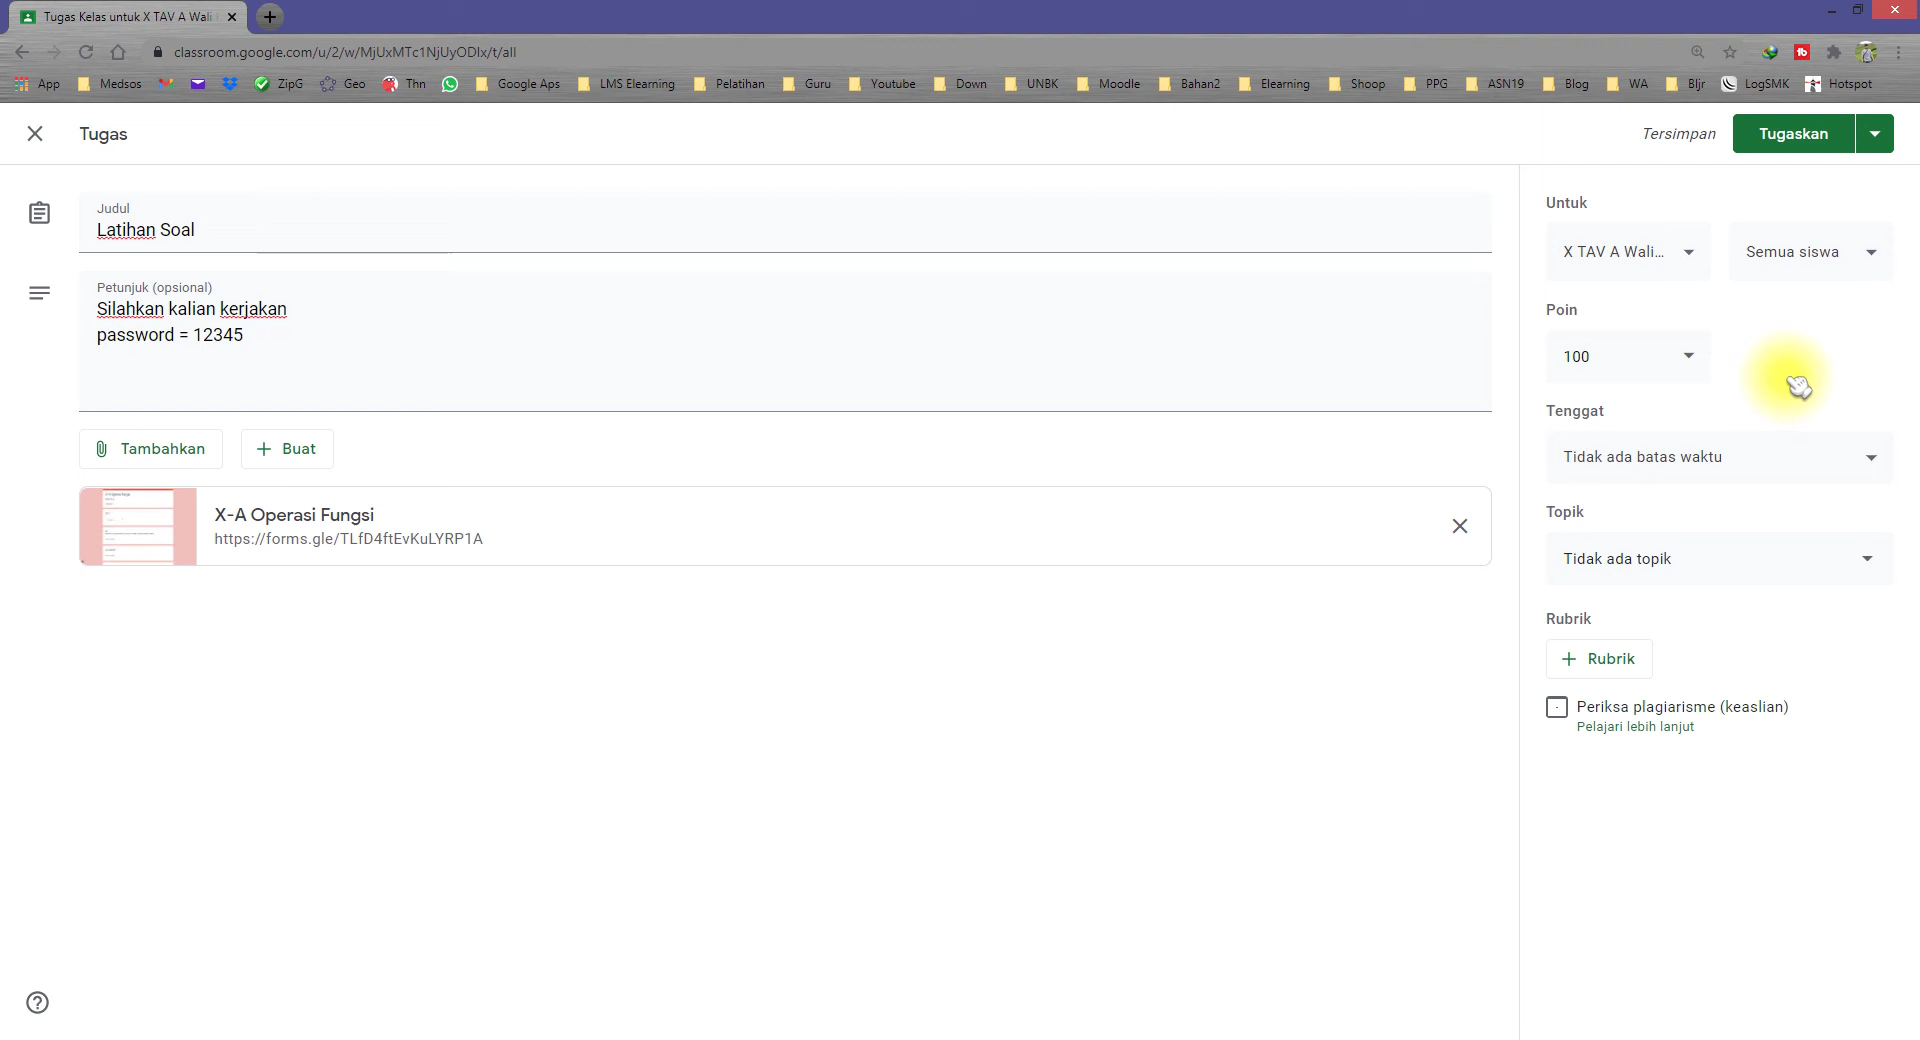 Tugas Kelas untuk X TAV A Wali
classroom.google.com/u/2/w/MjUxMTc1NjUyODIx/t/all
App Medsos ZipG Geo Thn Google Aps LMS Elearning Pelatihan Guru Youtube Down UNBK Moodle Bahan2 Elearning Shoop PPG ASN19 Blog WA Bljr LogSMK Hotspot
Tugas
Tersimpan
Tugaskan
Judul
Latihan Soal
Petunjuk (opsional)
Silahkan kalian kerjakan
password = 12345
Tambahkan
Buat
X-A Operasi Fungsi
https://forms.gle/TLfD4ftEvKuLYRP1A
Untuk
X TAV A Wali...
Semua siswa
Poin
100
Tenggat
Tidak ada batas waktu
Topik
Tidak ada topik
Rubrik
Rubrik
Periksa plagiarisme (keaslian)
Pelajari lebih lanjut